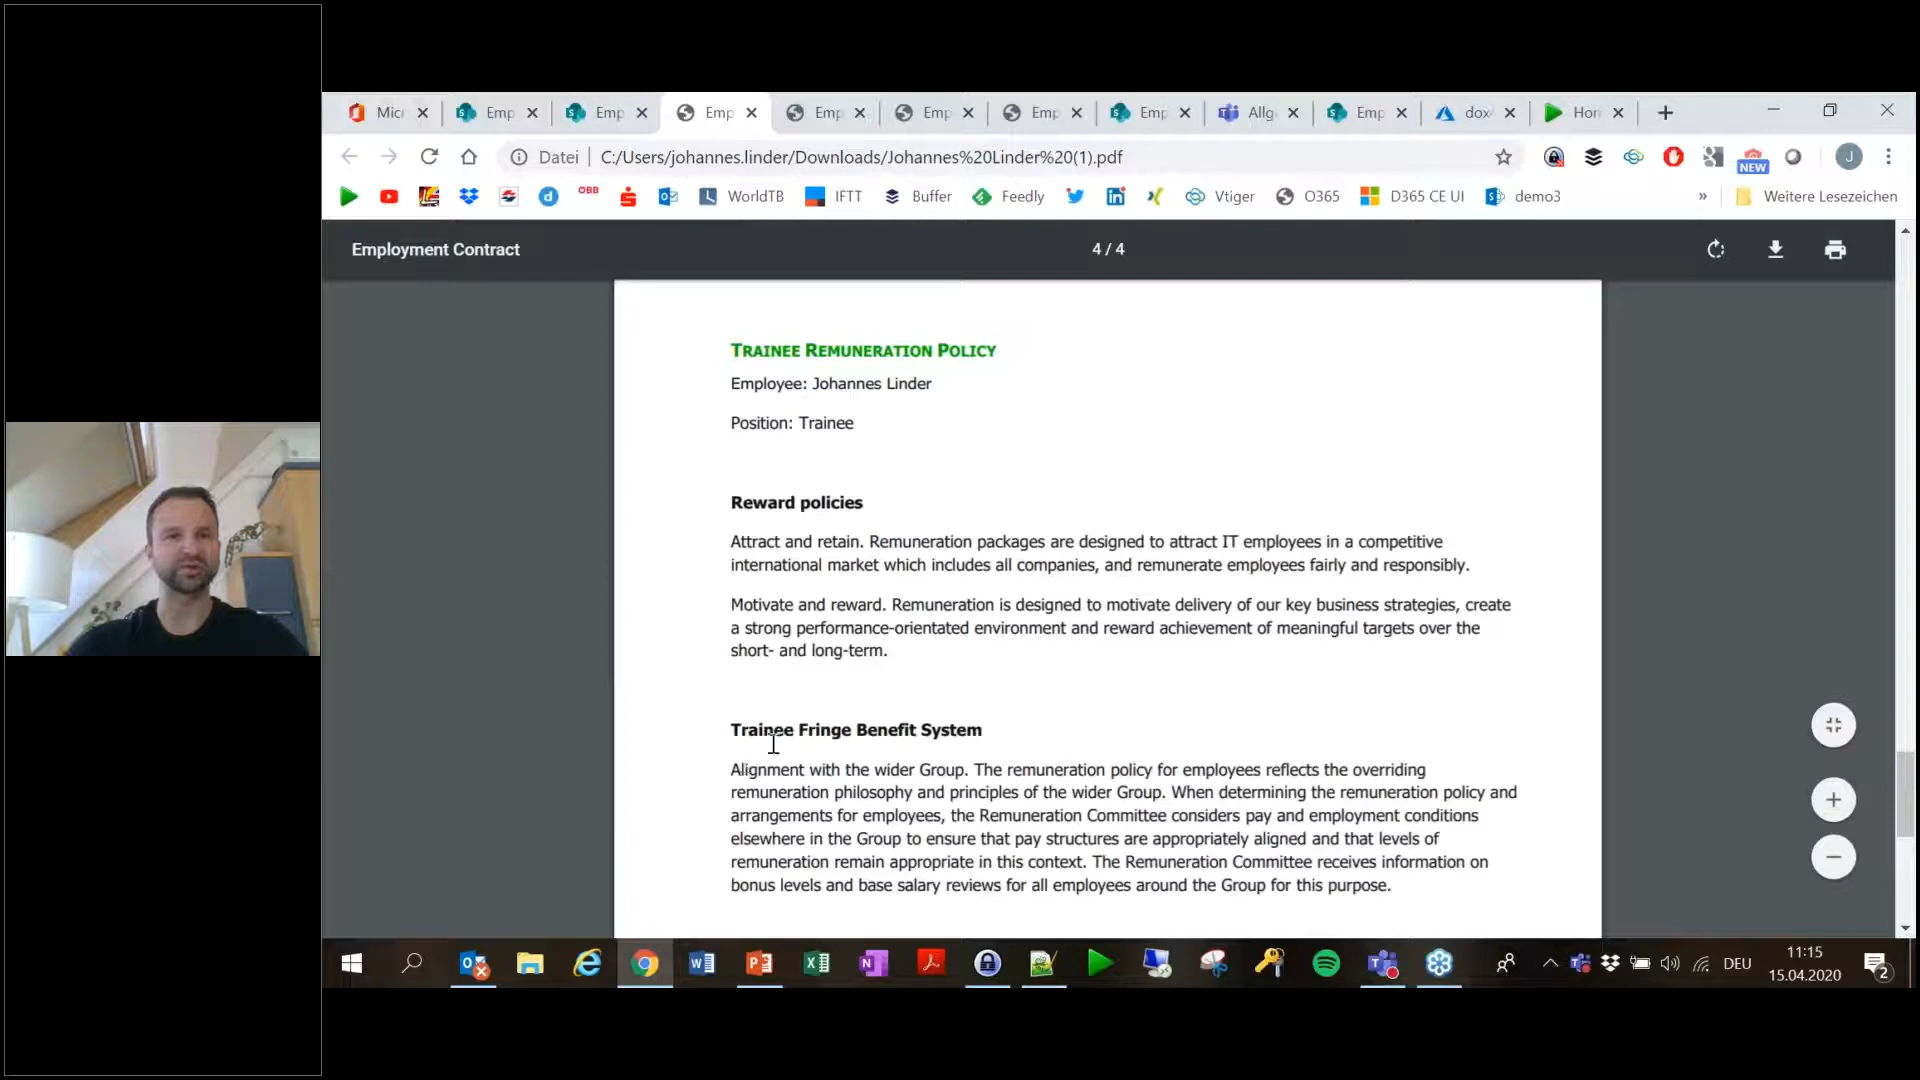 Mic
Emp
Emp
Emp
Emp
Emp
Emp
Emp
Allg
Emp
dox
Hom
Datei
C:/Users/johannes.linder/Downloads/Johannes%20Linder%20(1).pdf
NEW
J
OBB
WorldTB
IFTT
Buffer
Feedly
Vtiger
O365
D365 CE UI
demo3
»
Weitere Lesezeichen
Employment Contract
4 / 4
TRAINEE REMUNERATION POLICY
Employee: Johannes Linder
Position: Trainee
Reward policies
Attract and retain. Remuneration packages are designed to attract IT employees in a competitive
international market which includes all companies, and remunerate employees fairly and responsibly.
Motivate and reward. Remuneration is designed to motivate delivery of our key business strategies, create
a strong performance-orientated environment and reward achievement of meaningful targets over the
short- and long-term.
Trainee Fringe Benefit System
Alignment with the wider Group. The remuneration policy for employees reflects the overriding
remuneration philosophy and principles of the wider Group. When determining the remuneration policy and
arrangements for employees, the Remuneration Committee considers pay and employment conditions
elsewhere in the Group to ensure that pay structures are appropriately aligned and that levels of
remuneration remain appropriate in this context. The Remuneration Committee receives information on
bonus levels and base salary reviews for all employees around the Group for this purpose.
DEU
11:15
15.04.2020
2